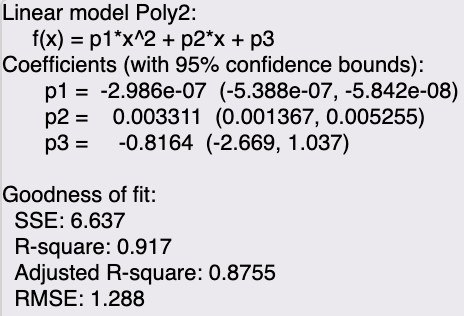 Linear model Poly2:
f(x) = p1*x^2 + p2*x + p3
Coefficients (with 95% confidence bounds):
p1 = -2.986e-07 (-5.388e-07, -5.842e-08)
p2 = 0.003311 (0.001367, 0.005255)
p3 = -0.8164 (-2.669, 1.037)
Goodness of fit:
SSE: 6.637
R-square: 0.917
Adjusted R-square: 0.8755
RMSE: 1.288